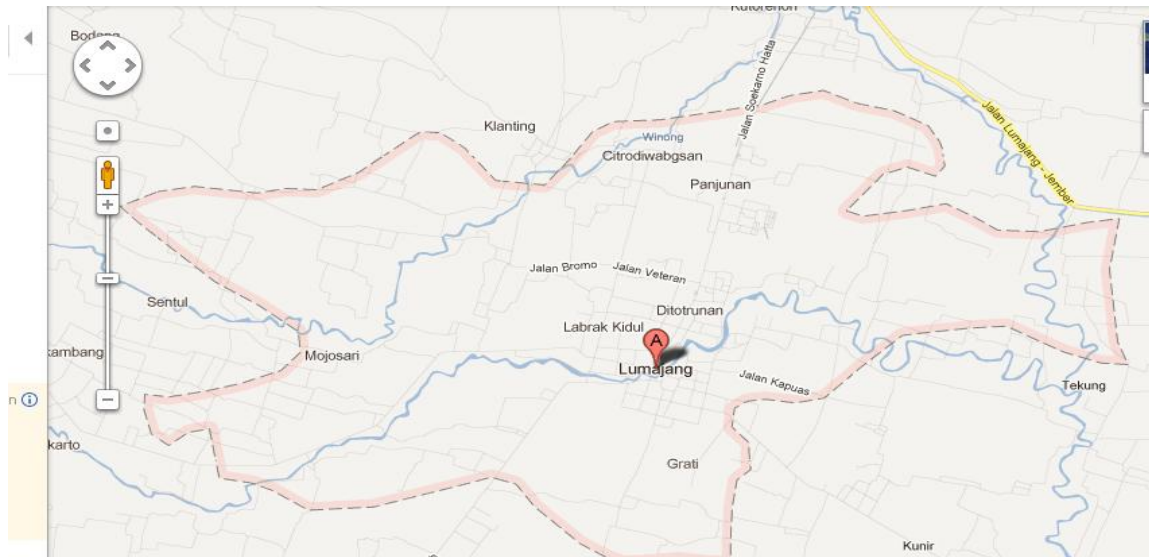 Kutorenon
Jalan Soekarno Hatta
Klanting
Winong
Citrodiwabgsan
Panjunan
Jalan Lumajang - Jember
Jalan Bromo
Jalan Veteran
Sentul
Ditotrunan
Labrak Kidul
A
Mojosari
Lumajang
kambang
Jalan Kapuas
Tekung
n
karto
Grati
Kunir